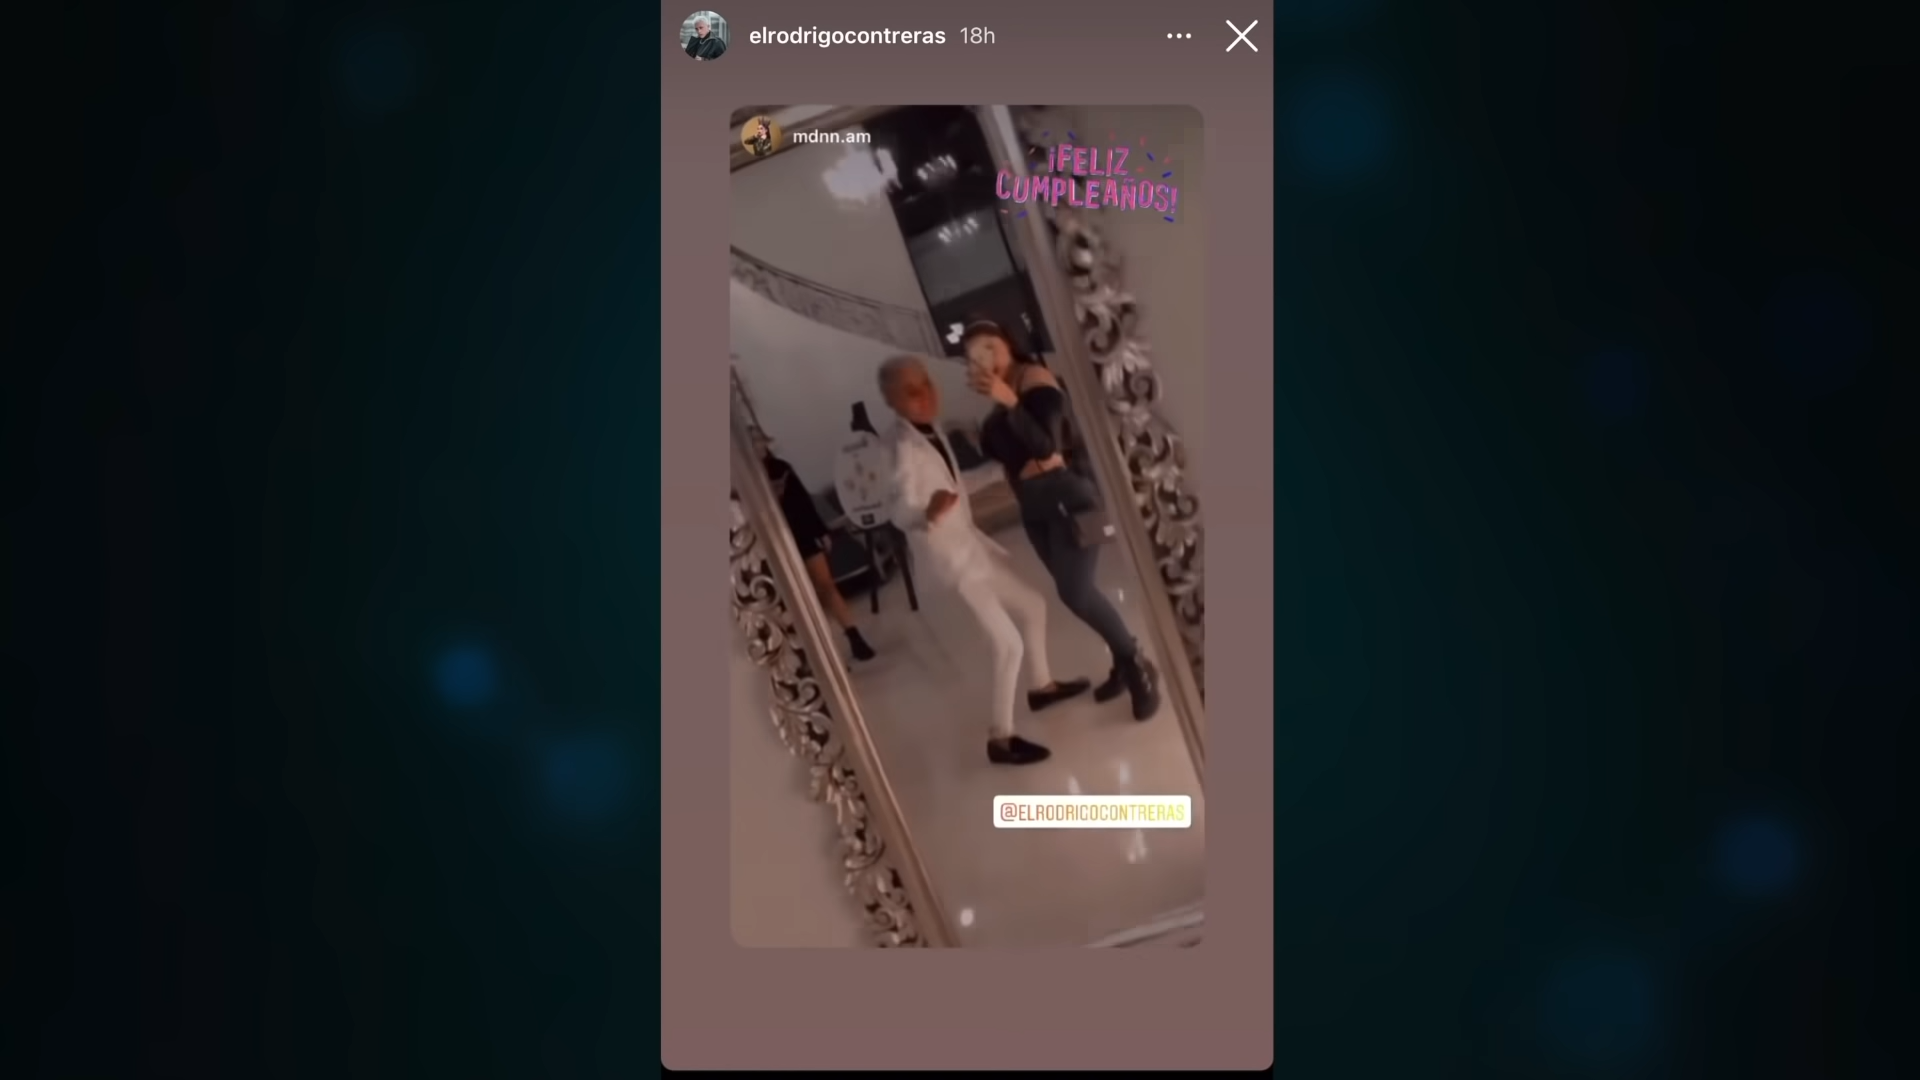 elrodrigocontreras 18h
mdnn.am
¡FELIZ
CUMPLEAÑOS!
@ELRODRIGOCONTRERAS